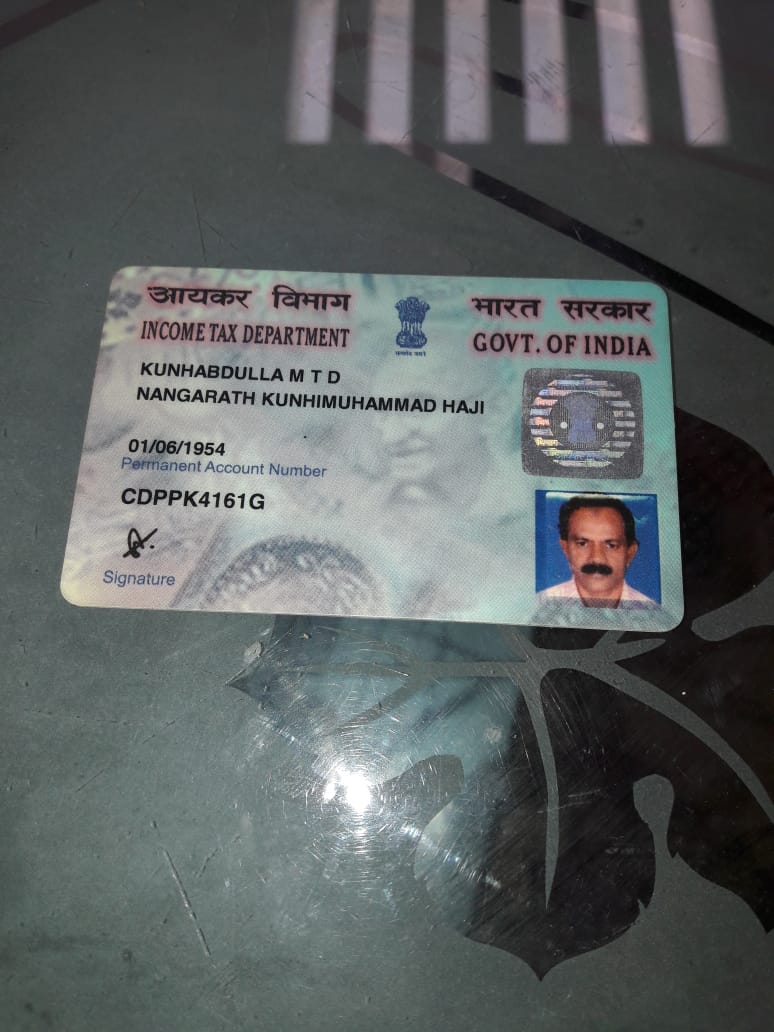 आयकर विभाग
INCOME TAX DEPARTMENT
भारत सरकार
GOVT. OF INDIA
सत्यमेव जयते
KUNHABDULLA M T D
NANGARATH KUNHIMUHAMMAD HAJI
01/06/1954
Permanent Account Number
CDPPK4161G
Signature